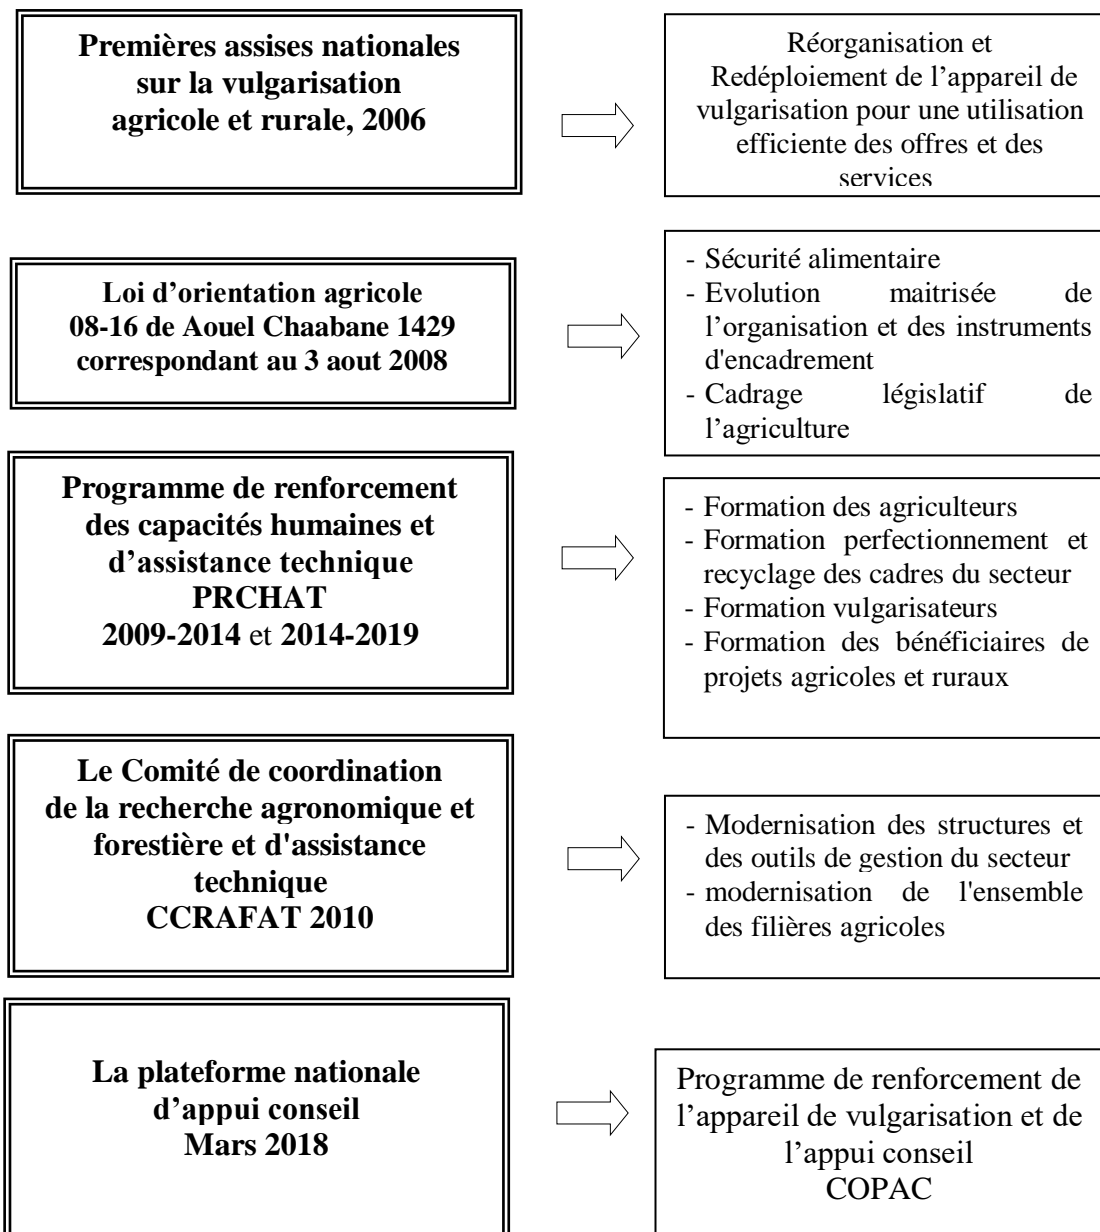 Premières assises nationales
sur la vulgarisation
agricole et rurale, 2006
Réorganisation et
Redéploiement de l’appareil de
vulgarisation pour une utilisation
efficiente des offres et des
services
Loi d’orientation agricole
08-16 de Aouel Chaabane 1429
correspondant au 3 aout 2008
- Sécurité alimentaire
- Evolution maitrisée de
l’organisation et des instruments
d'encadrement
- Cadrage législatif de
l’agriculture
Programme de renforcement
des capacités humaines et
d’assistance technique
PRCHAT
2009-2014 et 2014-2019
- Formation des agriculteurs
- Formation perfectionnement et
recyclage des cadres du secteur
- Formation vulgarisateurs
- Formation des bénéficiaires de
projets agricoles et ruraux
Le Comité de coordination
de la recherche agronomique et
forestière et d'assistance
technique
CCRAFAT 2010
- Modernisation des structures et
des outils de gestion du secteur
- modernisation de l'ensemble
des filières agricoles
La plateforme nationale
d’appui conseil
Mars 2018
Programme de renforcement de
l’appareil de vulgarisation et de
l’appui conseil
COPAC